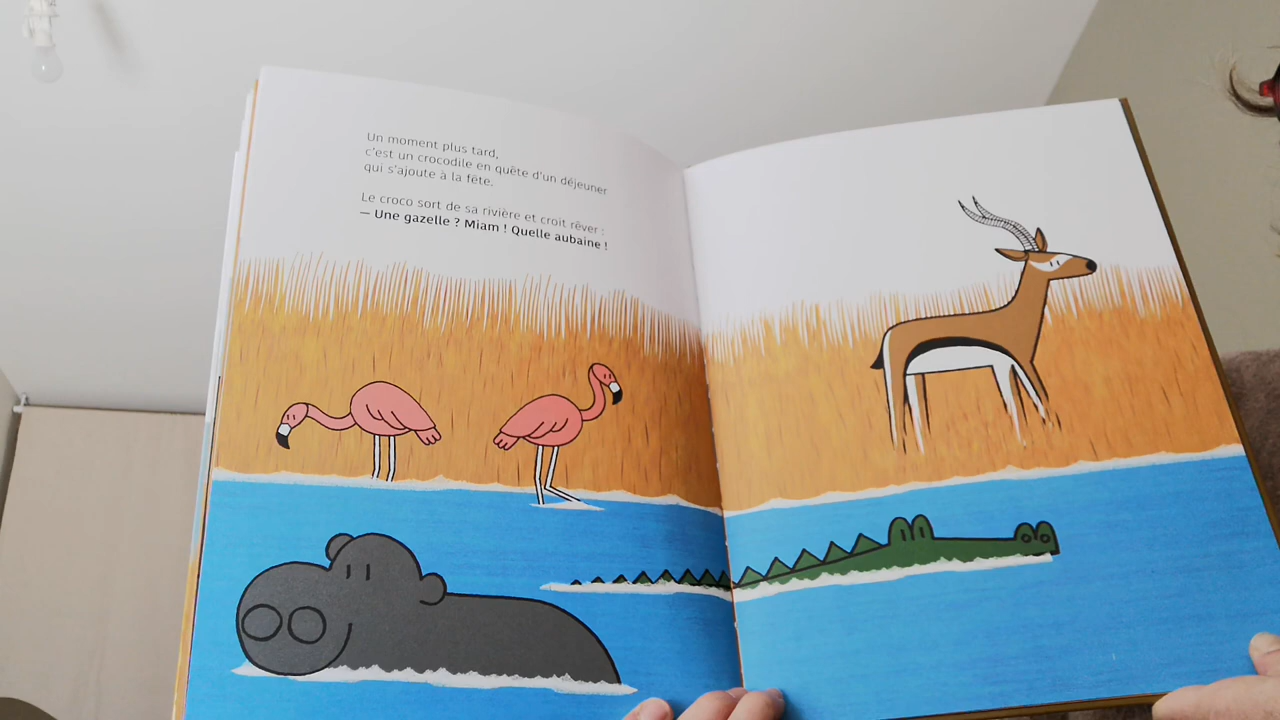 Un moment plus tard,
c'est un crocodile en quête d'un déjeuner
qui s'ajoute à la fête.
Le croco sort de sa rivière et croit rêver :
— Une gazelle ? Miam ! Quelle aubaine !